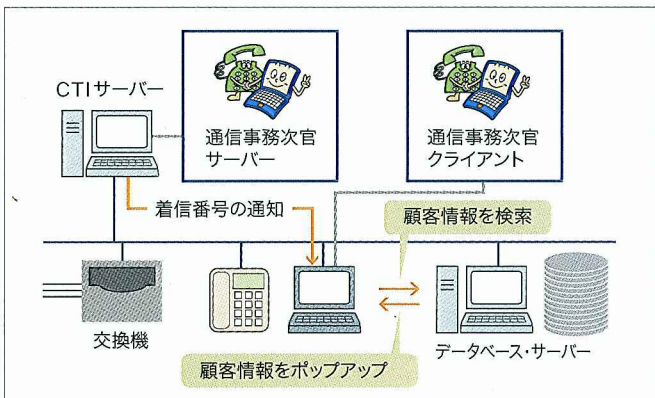 CTIサーバー
通信事務次官
サーバー
通信事務次官
クライアント
着信番号の通知
顧客情報を検索
交換機
データベース・サーバー
顧客情報をポップアップ